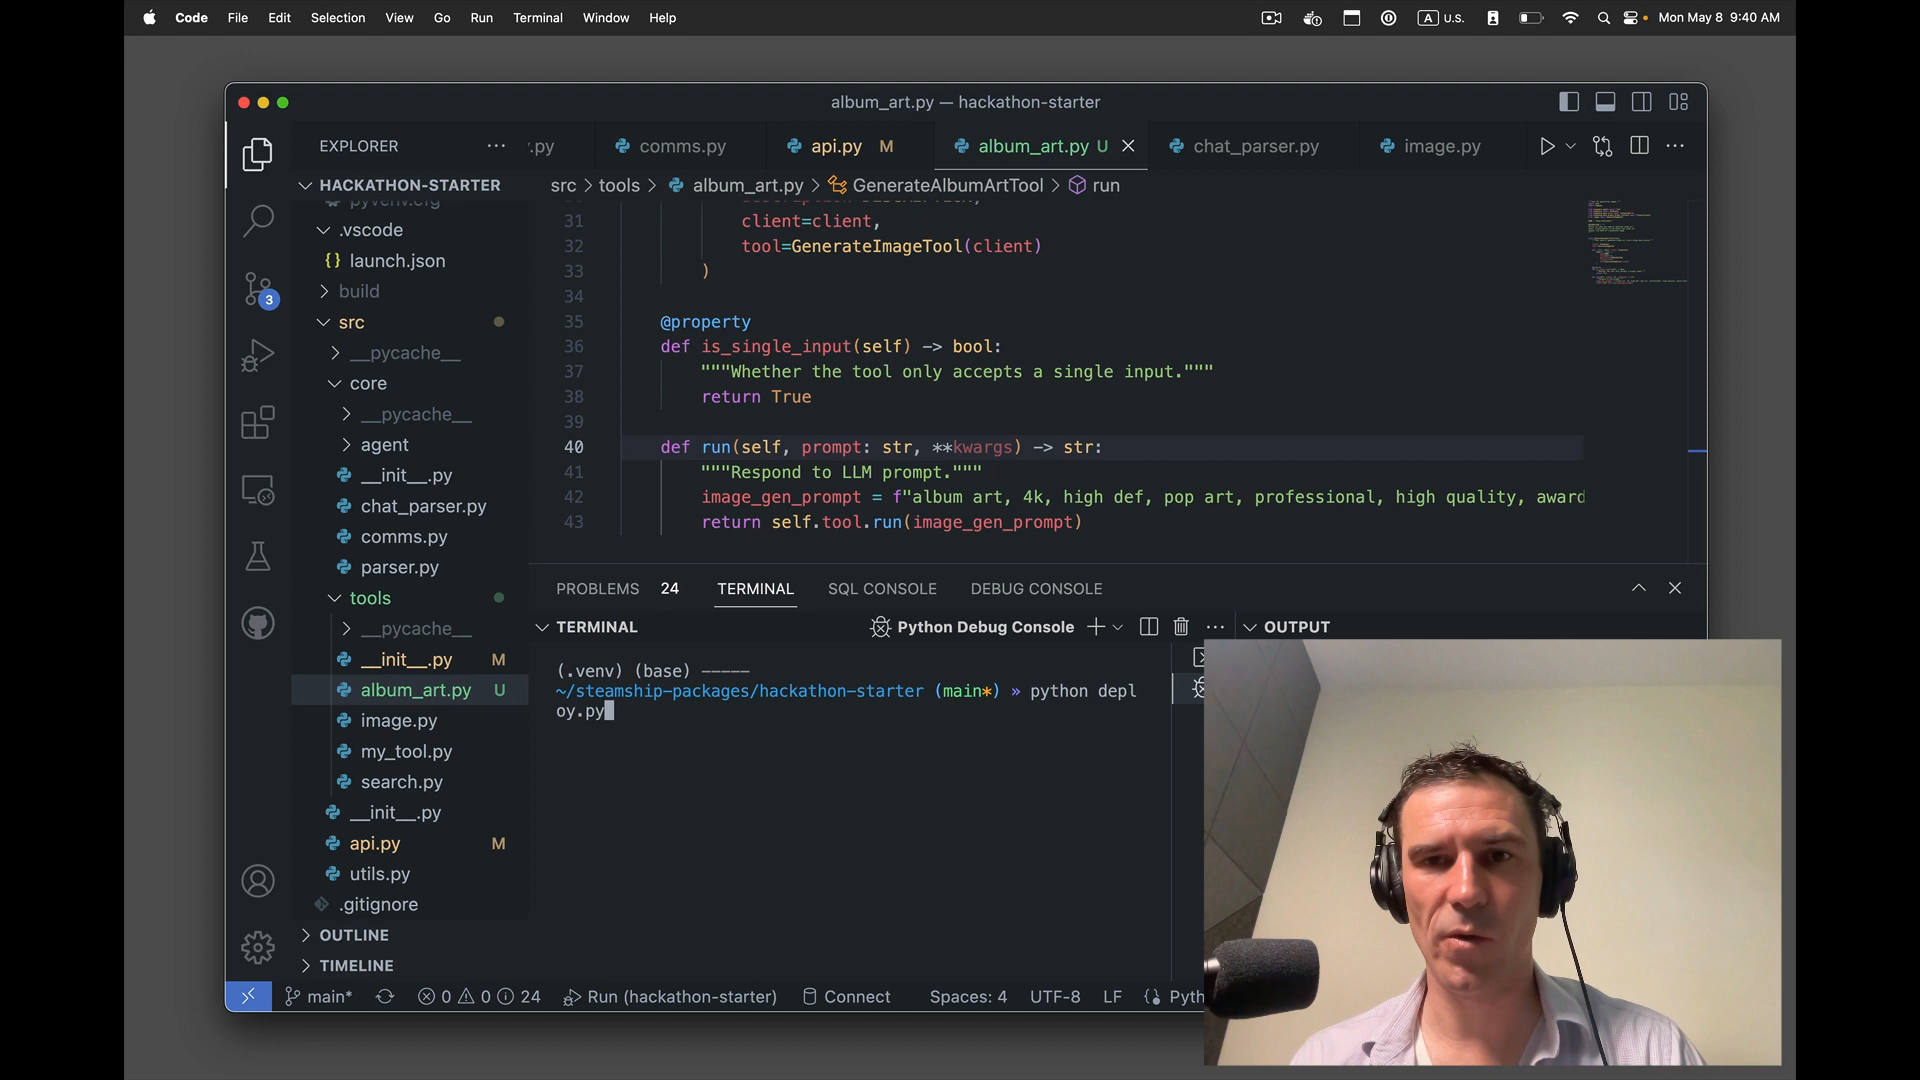 Code File Edit Selection View Go Run Terminal Window Help A U.S. Mon May 8 9:40 AM
album_art.py — hackathon-starter
EXPLORER
.py comms.py api.py M album_art.py U chat_parser.py image.py
HACKATHON-STARTER
src > tools > album_art.py > GenerateAlbumArtTool > run
pyvenv.cfg
.vscode
{} launch.json
build
src
__pycache__
core
__pycache__
agent
__init__.py
chat_parser.py
comms.py
parser.py
tools
__pycache__
__init__.py M
album_art.py U
image.py
my_tool.py
search.py
__init__.py
api.py M
utils.py
.gitignore
OUTLINE
TIMELINE
3
31 client=client,
32 tool=GenerateImageTool(client)
33 )
34
35 @property
36 def is_single_input(self) -> bool:
37 """Whether the tool only accepts a single input."""
38 return True
39
40 def run(self, prompt: str, **kwargs) -> str:
41 """Respond to LLM prompt."""
42 image_gen_prompt = f"album art, 4k, high def, pop art, professional, high quality, award
43 return self.tool.run(image_gen_prompt)
PROBLEMS 24 TERMINAL SQL CONSOLE DEBUG CONSOLE
TERMINAL Python Debug Console OUTPUT
(.venv) (base) —————
~/steamship-packages/hackathon-starter (main*) » python depl
oy.py
main* 0 0 24 Run (hackathon-starter) Connect Spaces: 4 UTF-8 LF Pyth